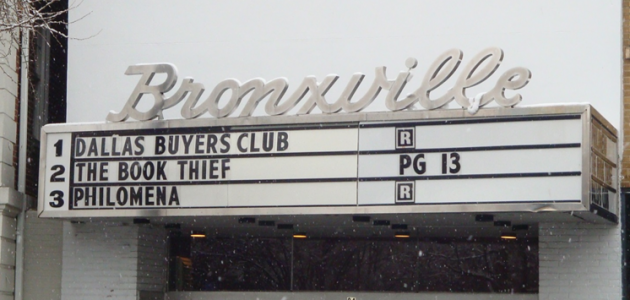 Bronxville
1 DALLAS BUYERS CLUB R
2 THE BOOK THIEF PG 13
3 PHILOMENA R